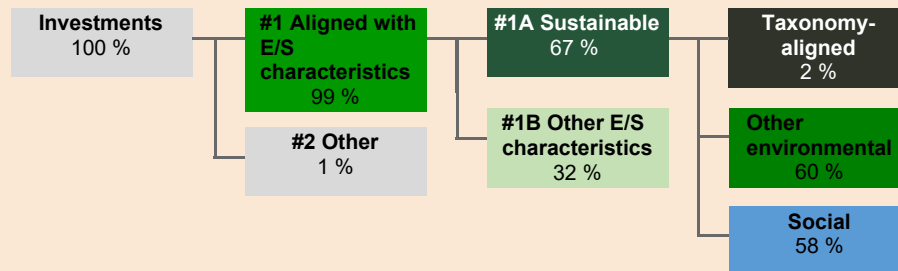 Investments
100 %
#1 Aligned with
E/S
characteristics
99 %
#2 Other
1 %
#1A Sustainable
67 %
#1B Other E/S
characteristics
32 %
Taxonomy-
aligned
2 %
Other
environmental
60 %
Social
58 %